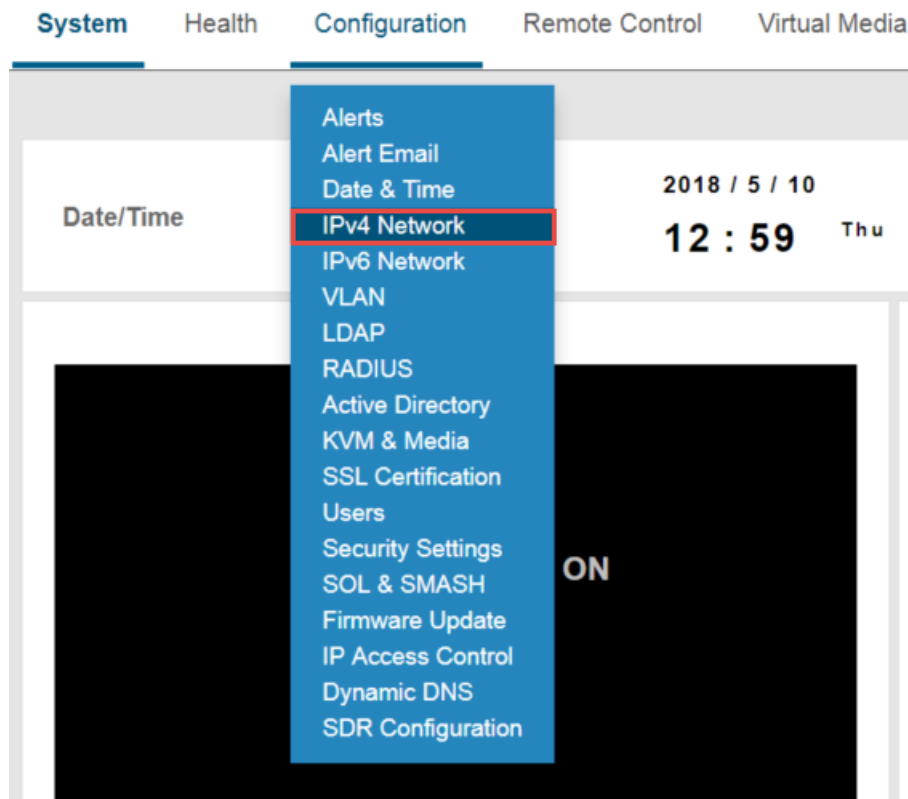 System Health Configuration Remote Control Virtual Media
Alerts
Alert Email
Date & Time
IPv4 Network
IPv6 Network
VLAN
LDAP
RADIUS
Active Directory
KVM & Media
SSL Certification
Users
Security Settings
SOL & SMASH
Firmware Update
IP Access Control
Dynamic DNS
SDR Configuration
Date/Time
2018 / 5 / 10
12 : 59 Thu
ON